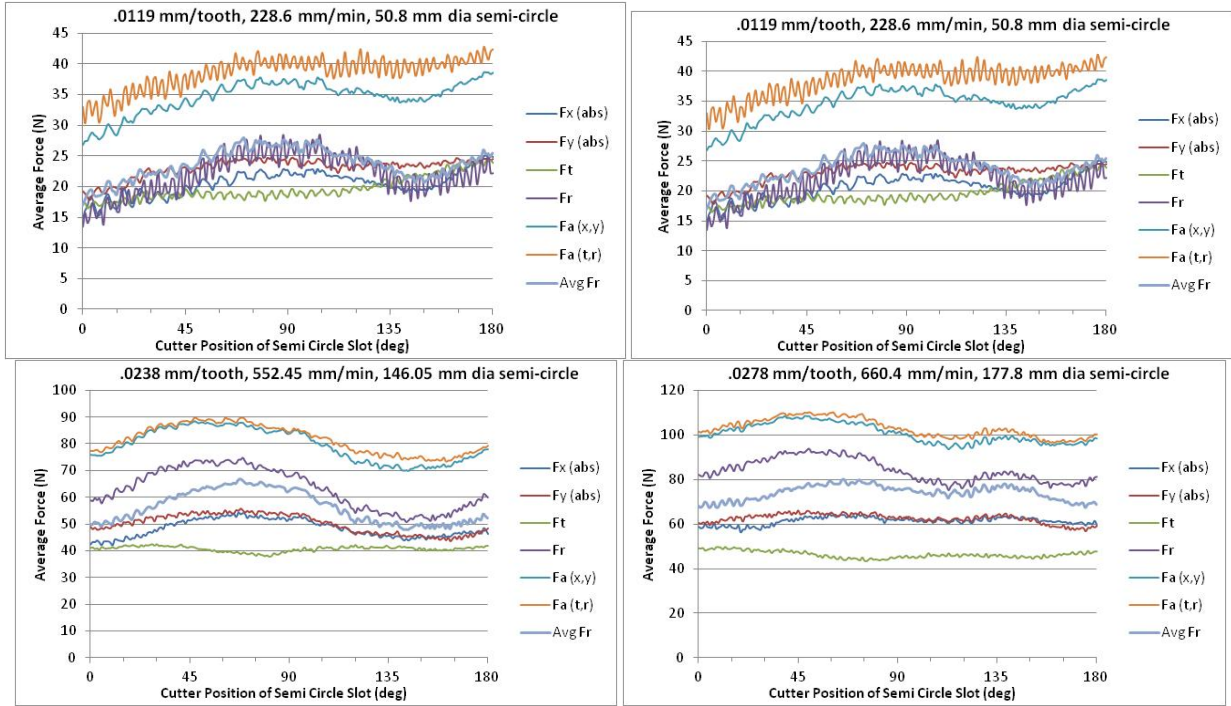 .0119 mm/tooth, 228.6 mm/min, 50.8 mm dia semi-circle
45
40
35
30
25
20
15
10
5
0
Average Force (N)
0 45 90 135 180
Cutter Position of Semi Circle Slot (deg)
Fx (abs)
Fy (abs)
Ft
Fr
Fa (x,y)
Fa (t,r)
Avg Fr
.0119 mm/tooth, 228.6 mm/min, 50.8 mm dia semi-circle
45
40
35
30
25
20
15
10
5
0
Average Force (N)
0 45 90 135 180
Cutter Position of Semi Circle Slot (deg)
Fx (abs)
Fy (abs)
Ft
Fr
Fa (x,y)
Fa (t,r)
Avg Fr
.0238 mm/tooth, 552.45 mm/min, 146.05 mm dia semi-circle
100
90
80
70
60
50
40
30
20
10
0
Average Force (N)
0 45 90 135 180
Cutter Position of Semi Circle Slot (deg)
Fx (abs)
Fy (abs)
Ft
Fr
Fa (x,y)
Fa (t,r)
Avg Fr
.0278 mm/tooth, 660.4 mm/min, 177.8 mm dia semi-circle
120
100
80
60
40
20
0
Average Force (N)
0 45 90 135 180
Cutter Position of Semi Circle Slot (deg)
Fx (abs)
Fy (abs)
Ft
Fr
Fa (x,y)
Fa (t,r)
Avg Fr